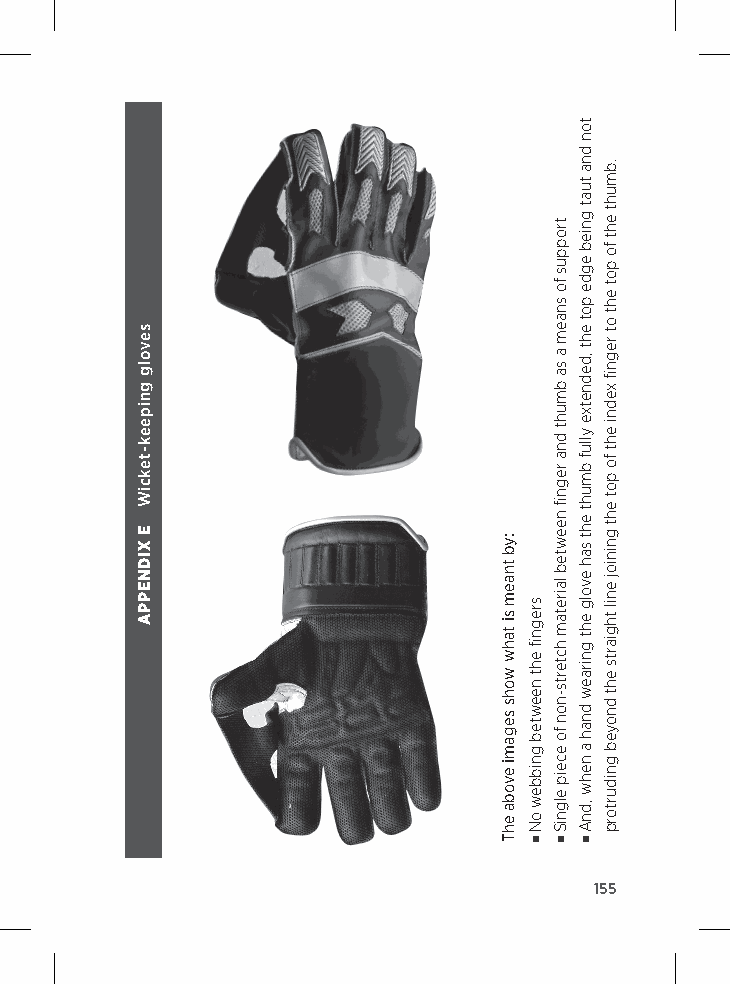 APPENDIX E Wicket-keeping gloves
The above images show what is meant by:
■ No webbing between the fingers
■ Single piece of non-stretch material between finger and thumb as a means of support
■ And, when a hand wearing the glove has the thumb fully extended, the top edge being taut and not
protruding beyond the straight line joining the top of the index finger to the top of the thumb.
155